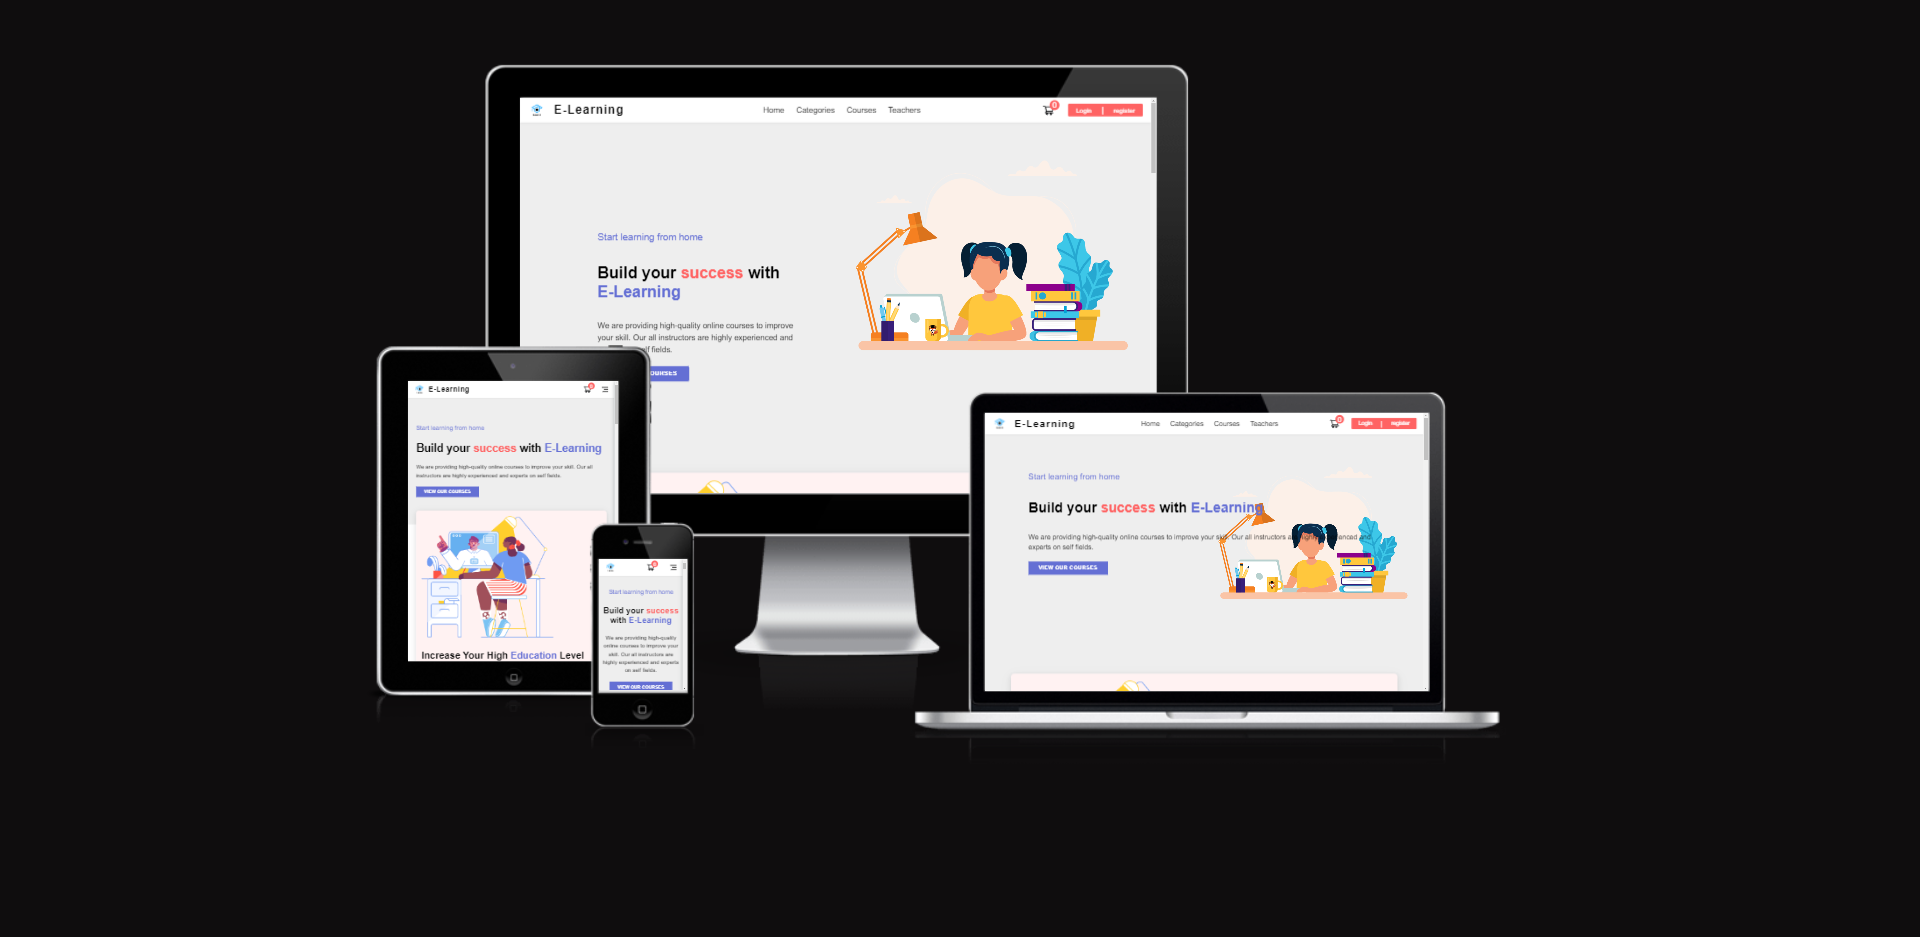 E-Learning
Home Categories Courses Teachers
0
Login | register
Start learning from home
Build your success with
E-Learning
We are providing high-quality online courses to improve
your skill. Our all instructors are highly experienced and
self fields.
COURSES
E-Learning
0
Start learning from home
Build your success with E-Learning
We are providing high-quality online courses to improve your skill. Our all
instructors are highly experienced and experts on self fields.
VIEW OUR COURSES
Increase Your High Education Level
0
Start learning from home
Build your success
with E-Learning
We are providing high-quality
online courses to improve your
skill. Our all instructors are
highly experienced and experts
on self fields.
VIEW OUR COURSES
E-Learning
Home Categories Courses Teachers
0
Login | register
Start learning from home
Build your success with E-Learning
We are providing high-quality online courses to improve your skill. Our all instructors are highly experienced and
experts on self fields.
VIEW OUR COURSES